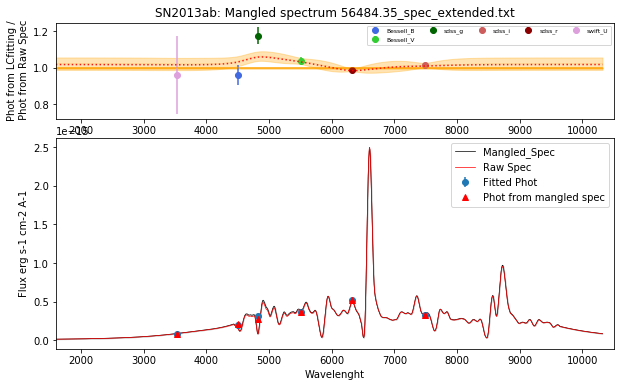 SN2013ab: Mangled spectrum 56484.35_spec_extended.txt
Phot from LCfitting /
Phot from Raw Spec
1.2
1.0
0.8
Bessell_B
Bessell_V
sdss_g
sdss_i
sdss_r
swift_U
2000 3000 4000 5000 6000 7000 8000 9000 10000
Flux erg s-1 cm-2 A-1
2.5
2.0
1.5
1.0
0.5
0.0
Mangled_Spec
Raw Spec
Fitted Phot
Phot from mangled spec
2000 3000 4000 5000 6000 7000 8000 9000 10000
Wavelenght